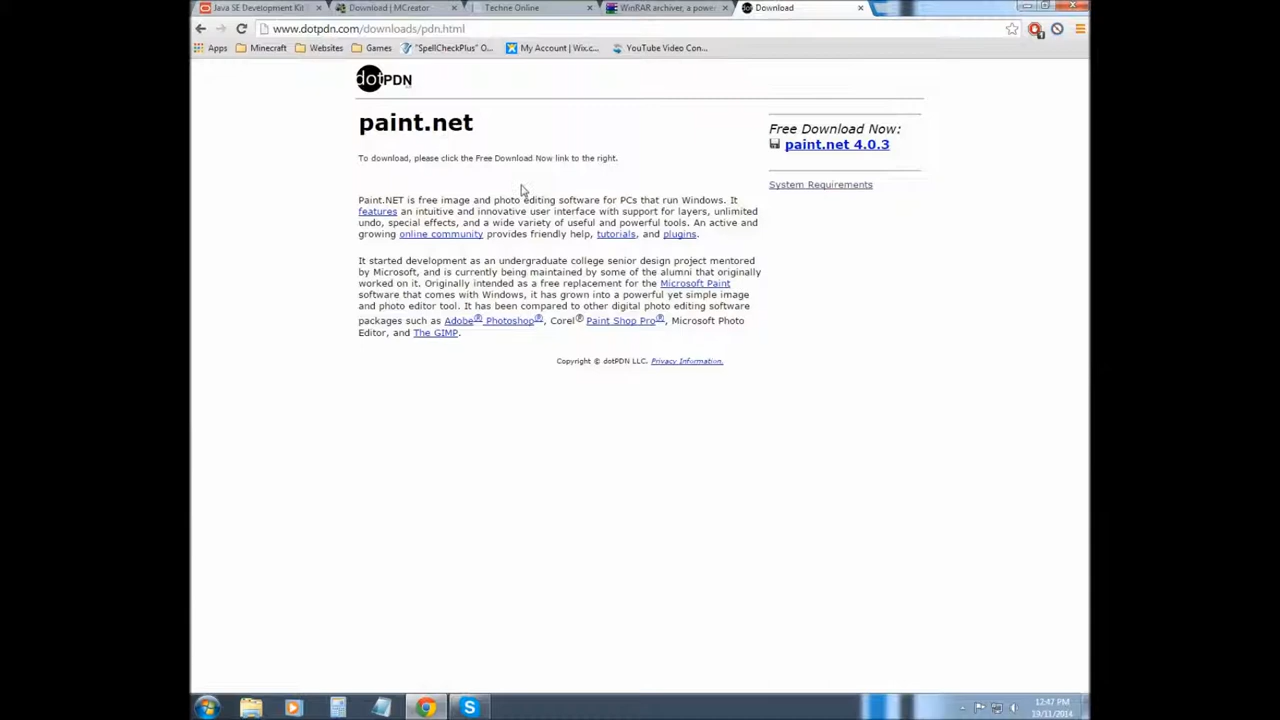 Java SE Development Kit
Download | MCreator
Techne Online
WinRAR archiver, a power
Download
www.dotpdn.com/downloads/pdn.html
Apps
Minecraft
Websites
Games
"SpellCheckPlus" O...
My Account | Wix.c...
YouTube Video Con...
dotPDN
paint.net
To download, please click the Free Download Now link to the right.
Free Download Now:
paint.net 4.0.3
System Requirements
Paint.NET is free image and photo editing software for PCs that run Windows. It
features an intuitive and innovative user interface with support for layers, unlimited
undo, special effects, and a wide variety of useful and powerful tools. An active and
growing online community provides friendly help, tutorials, and plugins.
It started development as an undergraduate college senior design project mentored
by Microsoft, and is currently being maintained by some of the alumni that originally
worked on it. Originally intended as a free replacement for the Microsoft Paint
software that comes with Windows, it has grown into a powerful yet simple image
and photo editor tool. It has been compared to other digital photo editing software
packages such as Adobe® Photoshop®, Corel® Paint Shop Pro®, Microsoft Photo
Editor, and The GIMP.
Copyright © dotPDN LLC. Privacy Information.
12:47 PM
19/11/2014